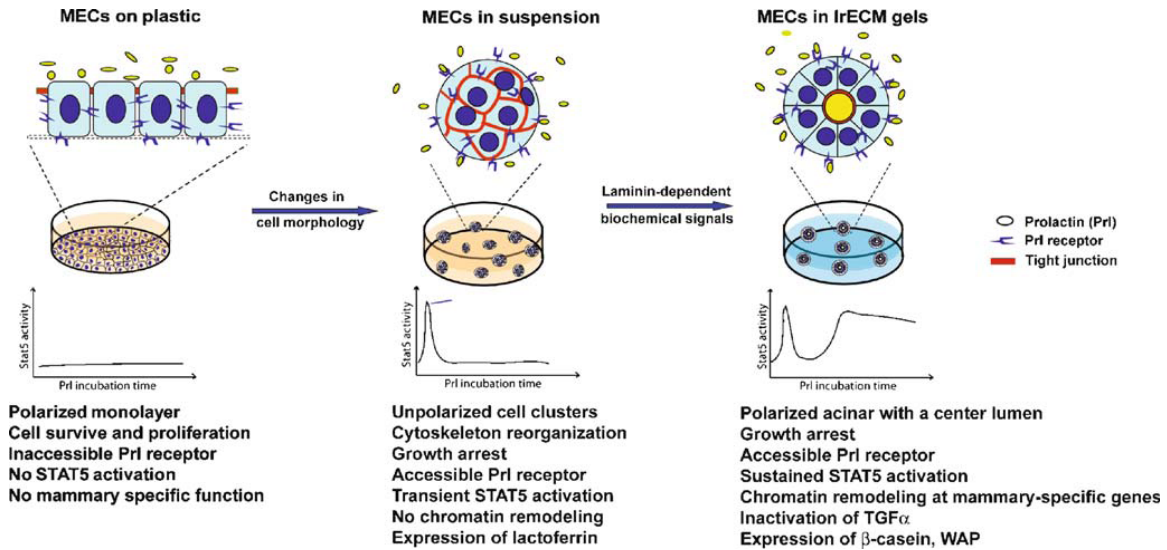 MECs on plastic
MECs in suspension
MECs in lrECM gels
Changes in
cell morphology
Laminin-dependent
biochemical signals
Prolactin (Prl)
Prl receptor
Tight junction
Stat5 activity
Prl incubation time
Stat5 activity
Prl incubation time
Stat5 activity
Prl incubation time
Polarized monolayer
Cell survive and proliferation
Inaccessible Prl receptor
No STAT5 activation
No mammary specific function
Unpolarized cell clusters
Cytoskeleton reorganization
Growth arrest
Accessible Prl receptor
Transient STAT5 activation
No chromatin remodeling
Expression of lactoferrin
Polarized acinar with a center lumen
Growth arrest
Accessible Prl receptor
Sustained STAT5 activation
Chromatin remodeling at mammary-specific genes
Inactivation of TGFα
Expression of β-casein, WAP